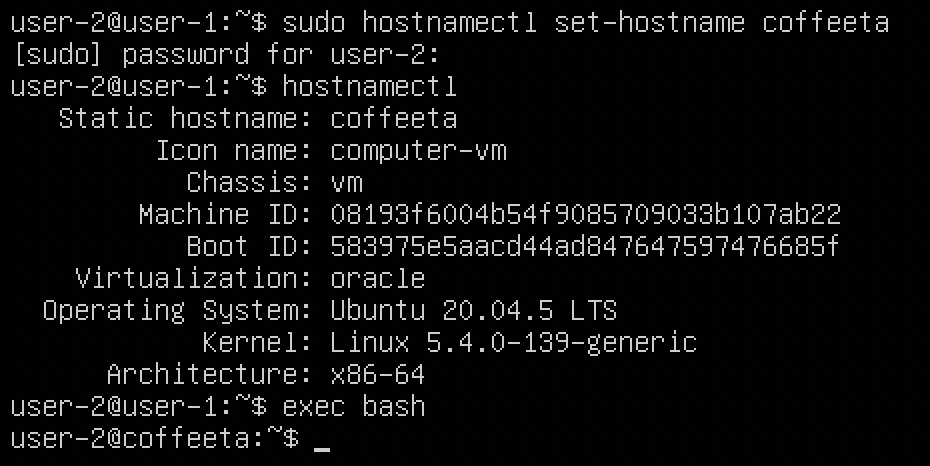 user-2@user-1:~$ sudo hostnamectl set-hostname coffeeta
[sudo] password for user-2:
user-2@user-1:~$ hostnamectl
Static hostname: coffeeta
Icon name: computer-vm
Chassis: vm
Machine ID: 08193f6004b54f9085709033b107ab22
Boot ID: 583975e5aacd44ad847647597476685f
Virtualization: oracle
Operating System: Ubuntu 20.04.5 LTS
Kernel: Linux 5.4.0-139-generic
Architecture: x86-64
user-2@user-1:~$ exec bash
user-2@coffeeta:~$ _